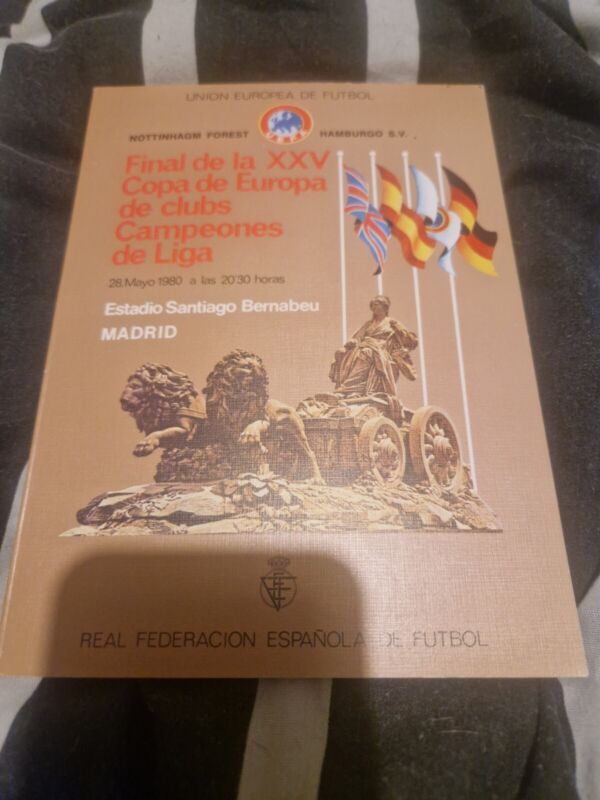 UNION EUROPEA DE FUTBOL
NOTTINHAGM FOREST HAMBURGO S.V.
UEFA
Final de la XXV
Copa de Europa
de clubs
Campeones
de Liga
28. Mayo 1980 a las 20'30 horas
Estadio Santiago Bernabeu
MADRID
REAL FEDERACION ESPAÑOLA DE FUTBOL